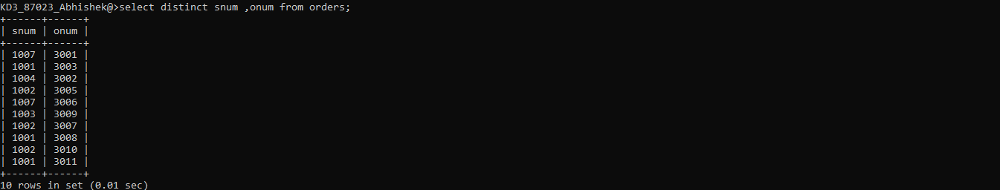 KD3_87023_Abhishek@>select distinct snum ,onum from orders;
+------+------+
| snum | onum |
+------+------+
| 1007 | 3001 |
| 1001 | 3003 |
| 1004 | 3002 |
| 1002 | 3005 |
| 1007 | 3006 |
| 1003 | 3009 |
| 1002 | 3007 |
| 1001 | 3008 |
| 1002 | 3010 |
| 1001 | 3011 |
+------+------+
10 rows in set (0.01 sec)